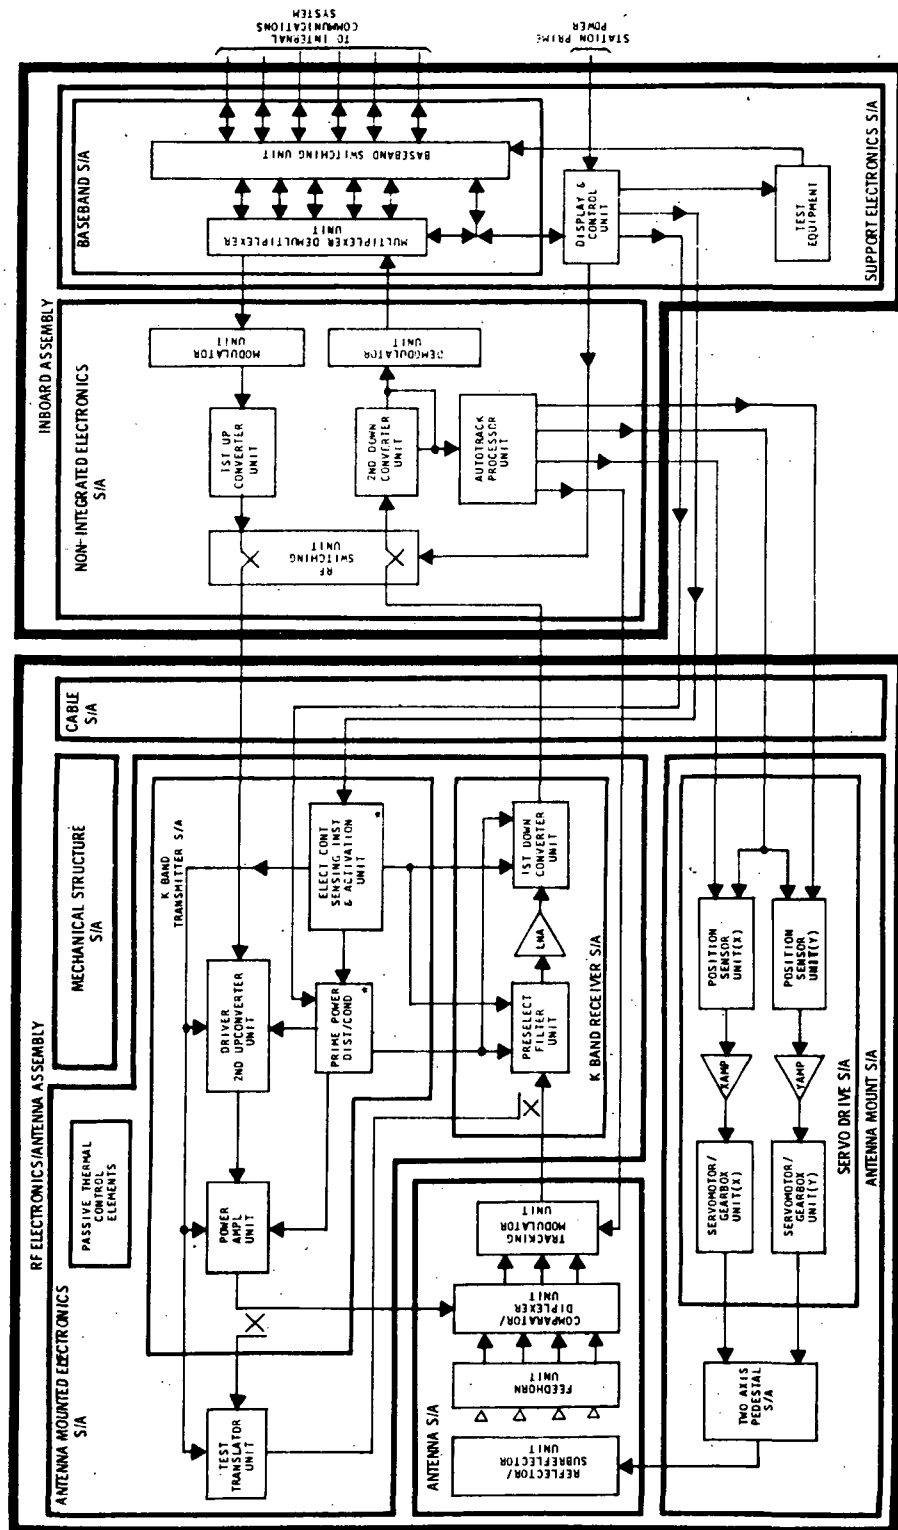 TO INTERNAL
COMMUNICATIONS
SYSTEM
STATION PRIME
POWER
INBOARD ASSEMBLY
BASEBAND S/A
BASEBAND SWITCHING UNIT
MULTIPLEXER DEMULTIPLEXER
UNIT
DISPLAY &
CONTROL
UNIT
TEST
EQUIPMENT
SUPPORT ELECTRONICS S/A
NON-INTEGRATED ELECTRONICS
S/A
MODULATOR
UNIT
DEMODULATOR
UNIT
1ST UP
CONVERTER
UNIT
2ND DOWN
CONVERTER
UNIT
AUTOTRACK
PROCESSOR
UNIT
RF
SWITCHING
UNIT
RF ELECTRONICS/ANTENNA ASSEMBLY
CABLE
S/A
MECHANICAL STRUCTURE
S/A
ANTENNA MOUNTED ELECTRONICS
S/A
PASSIVE THERMAL
CONTROL
ELEMENTS
K BAND
TRANSMITTER S/A
ELECT CONT
SENSING INST
& ACTIVATION
UNIT
*
DRIVER
2ND UPCONVERTER
UNIT
PRIME POWER
DIST/COND
*
POWER
AMPL
UNIT
TEST
TRANSLATOR
UNIT
1ST DOWN
CONVERTER
UNIT
LNA
PRESELECT
FILTER
UNIT
K BAND RECEIVER S/A
ANTENNA S/A
TRACKING
MODULATOR
UNIT
COMPARATOR/
DIPLEXER
UNIT
FEEDHORN
UNIT
REFLECTOR/
SUBREFLECTOR
UNIT
POSITION
SENSOR
UNIT(X)
POSITION
SENSOR
UNIT(Y)
XAMP
YAMP
SERVOMOTOR/
GEARBOX
UNIT(X)
SERVOMOTOR/
GEARBOX
UNIT(Y)
SERVO DRIVE S/A
ANTENNA MOUNT S/A
TWO AXIS
PEDESTAL
S/A